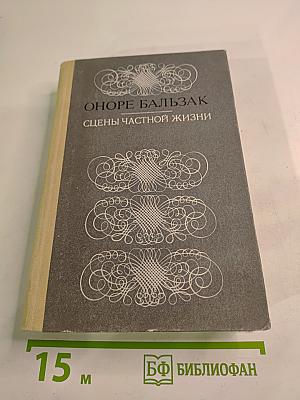 ОНОРЕ БАЛЬЗАК
СЦЕНЫ ЧАСТНОЙ ЖИЗНИ
15 м
БФ БИБЛИОФАН